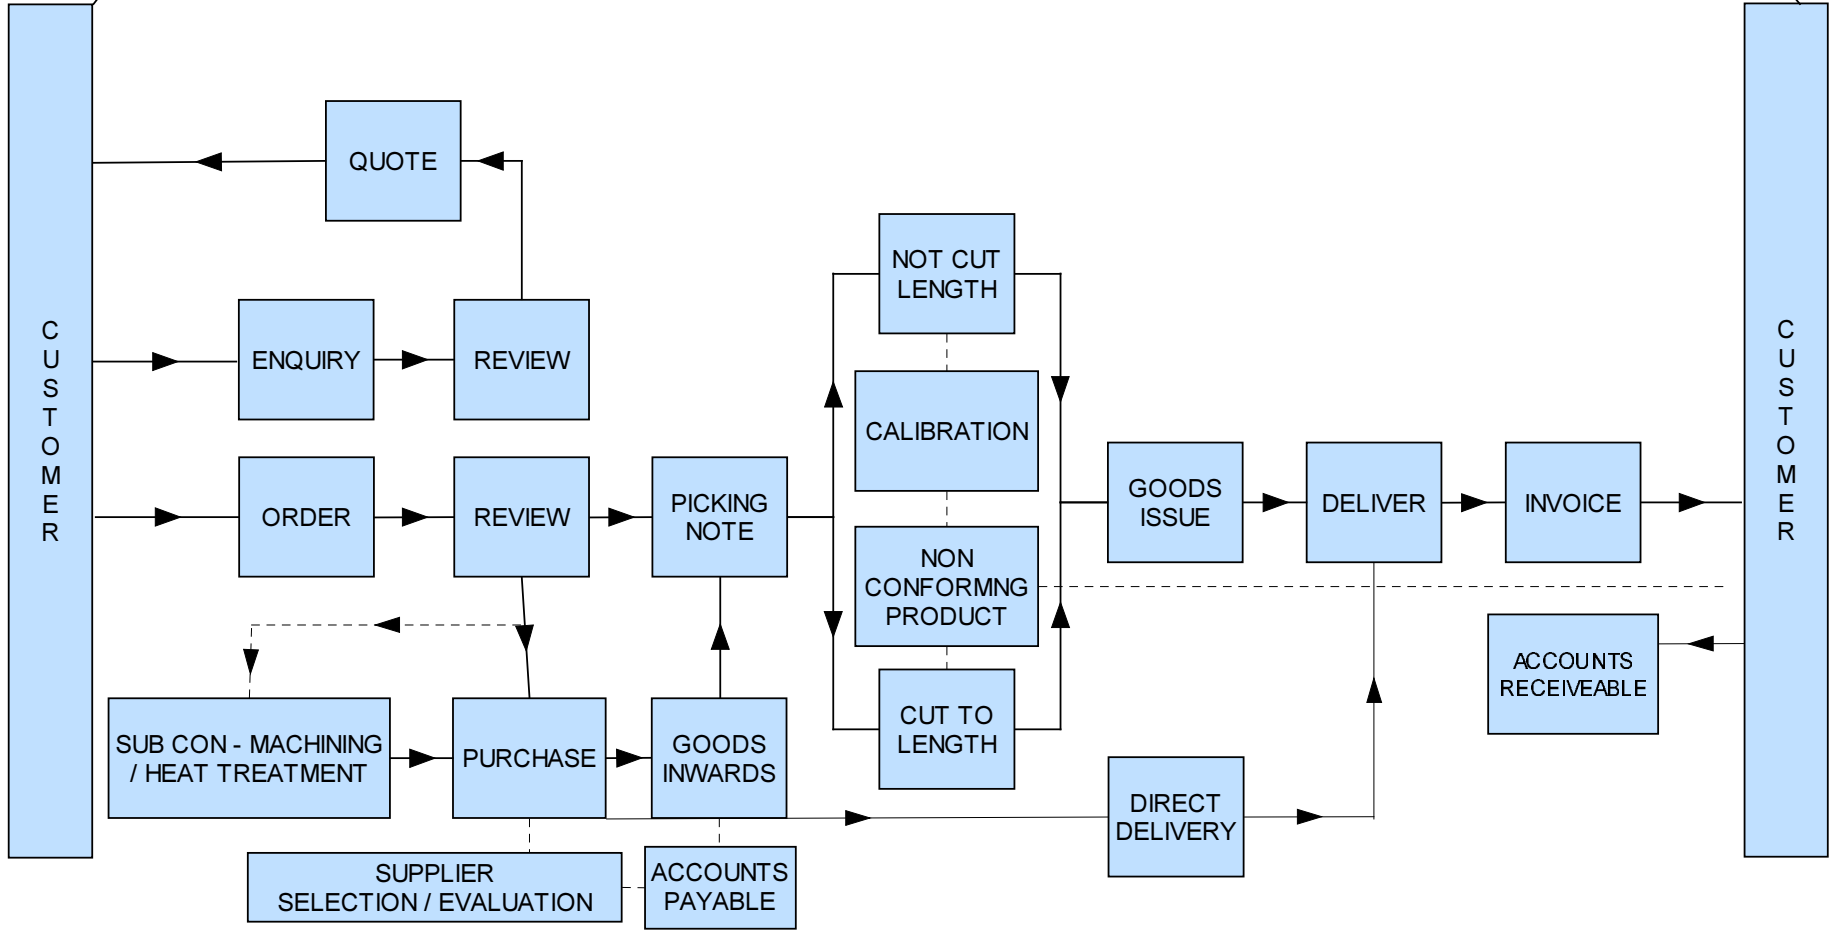 CUSTOMER
QUOTE
ENQUIRY
REVIEW
ORDER
REVIEW
PICKING
NOTE
SUB CON - MACHINING
/ HEAT TREATMENT
PURCHASE
GOODS
INWARDS
SUPPLIER
SELECTION / EVALUATION
ACCOUNTS
PAYABLE
NOT CUT
LENGTH
CALIBRATION
NON
CONFORMNG
PRODUCT
CUT TO
LENGTH
GOODS
ISSUE
DELIVER
INVOICE
DIRECT
DELIVERY
ACCOUNTS
RECEIVEABLE
CUSTOMER